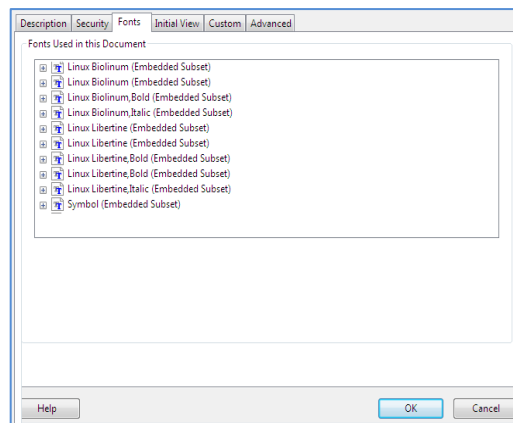 Description Security Fonts Initial View Custom Advanced
Fonts Used in this Document
Linux Biolinum (Embedded Subset)
Linux Biolinum (Embedded Subset)
Linux Biolinum,Bold (Embedded Subset)
Linux Biolinum,Italic (Embedded Subset)
Linux Libertine (Embedded Subset)
Linux Libertine (Embedded Subset)
Linux Libertine,Bold (Embedded Subset)
Linux Libertine,Bold (Embedded Subset)
Linux Libertine,Italic (Embedded Subset)
Symbol (Embedded Subset)
Help OK Cancel